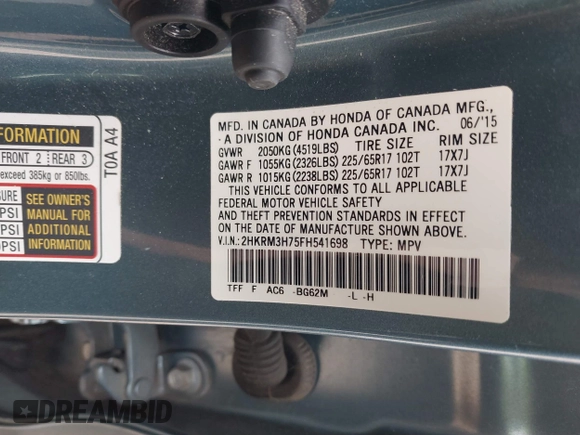 MFD. IN CANADA BY HONDA OF CANADA MFG.,
- A DIVISION OF HONDA CANADA INC. 06/'15
GVWR 2050KG (4519LBS) TIRE SIZE RIM SIZE
GAWR F 1055KG (2326LBS) 225/65R17 102T 17X7J
GAWR R 1015KG (2238LBS) 225/65R17 102T 17X7J
THIS VEHICLE CONFORMS TO ALL APPLICABLE
FEDERAL MOTOR VEHICLE SAFETY
AND THEFT PREVENTION STANDARDS IN EFFECT
ON THE DATE OF MANUFACTURE SHOWN ABOVE.
V.I.N.: 2HKRM3H75FH541698 TYPE: MPV
TFF F AC6 -BG62M -L -H
FORMATION
FRONT 2 REAR 3
exceed 385kg or 850lbs.
SURE SEE OWNER'S
PSI MANUAL FOR
PSI ADDITIONAL
PSI INFORMATION
T0A A4
DREAMBID